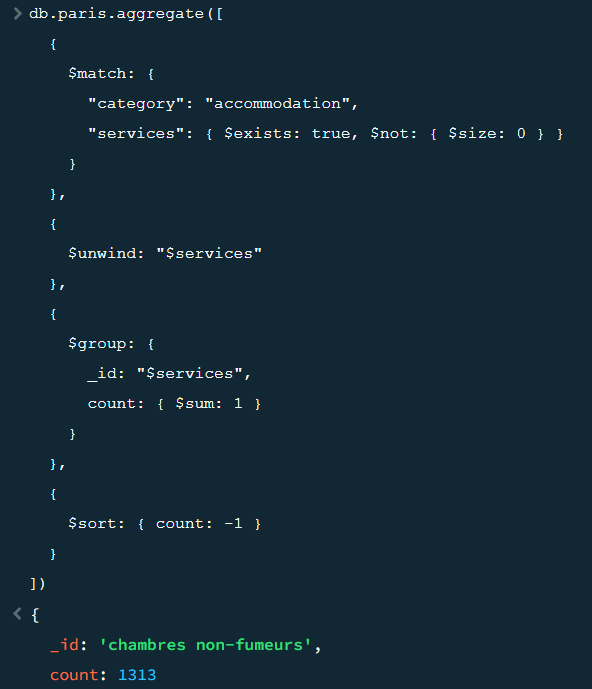 > db.paris.aggregate([
{
$match: {
"category": "accommodation",
"services": { $exists: true, $not: { $size: 0 } }
}
},
{
$unwind: "$services"
},
{
$group: {
_id: "$services",
count: { $sum: 1 }
}
},
{
$sort: { count: -1 }
}
])
< {
_id: 'chambres non-fumeurs',
count: 1313